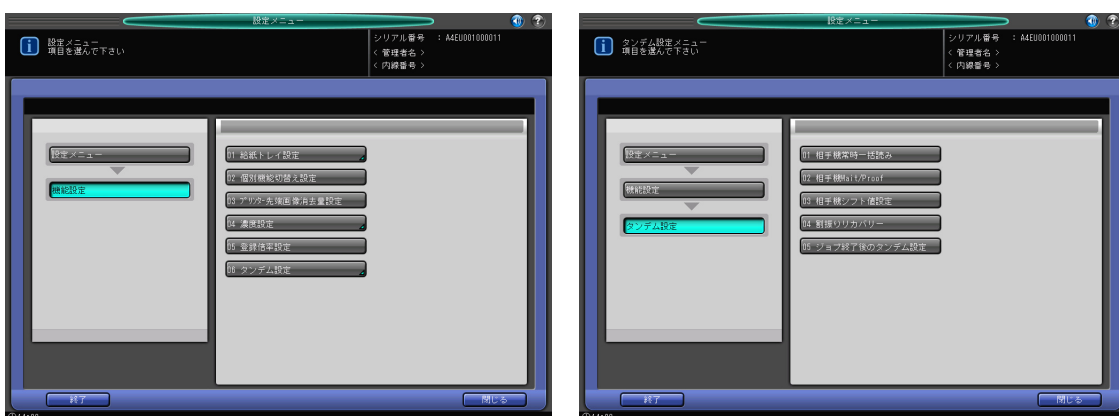 設定メニュー
設定メニュー
項目を選んで下さい
シリアル番号 : A4EU001000011
< 管理者名 >
< 内線番号 >
設定メニュー
機能設定
01 給紙トレイ設定
02 個別機能切替え設定
03 プリンター先端画像消去量設定
04 濃度設定
05 登録倍率設定
06 タンデム設定
終了
閉じる
設定メニュー
タンデム設定メニュー
項目を選んで下さい
シリアル番号 : A4EU001000011
< 管理者名 >
< 内線番号 >
設定メニュー
機能設定
タンデム設定
01 相手機常時一括読み
02 相手機Wait/Proof
03 相手機シフト値設定
04 割振りリカバリー
05 ジョブ終了後のタンデム設定
終了
閉じる